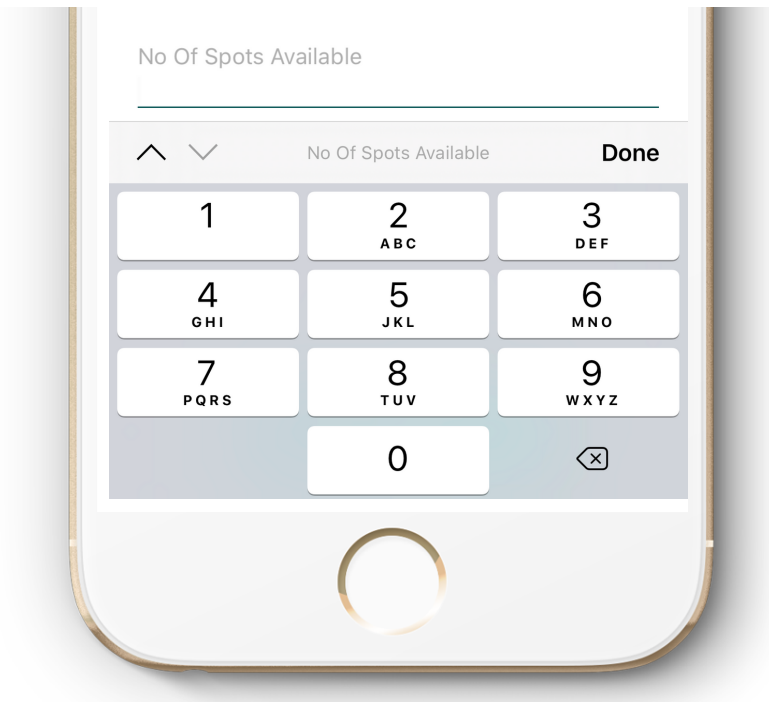 No Of Spots Available
No Of Spots Available Done
1 2 3
ABC DEF
4 5 6
GHI JKL MNO
7 8 9
PQRS TUV WXYZ
0